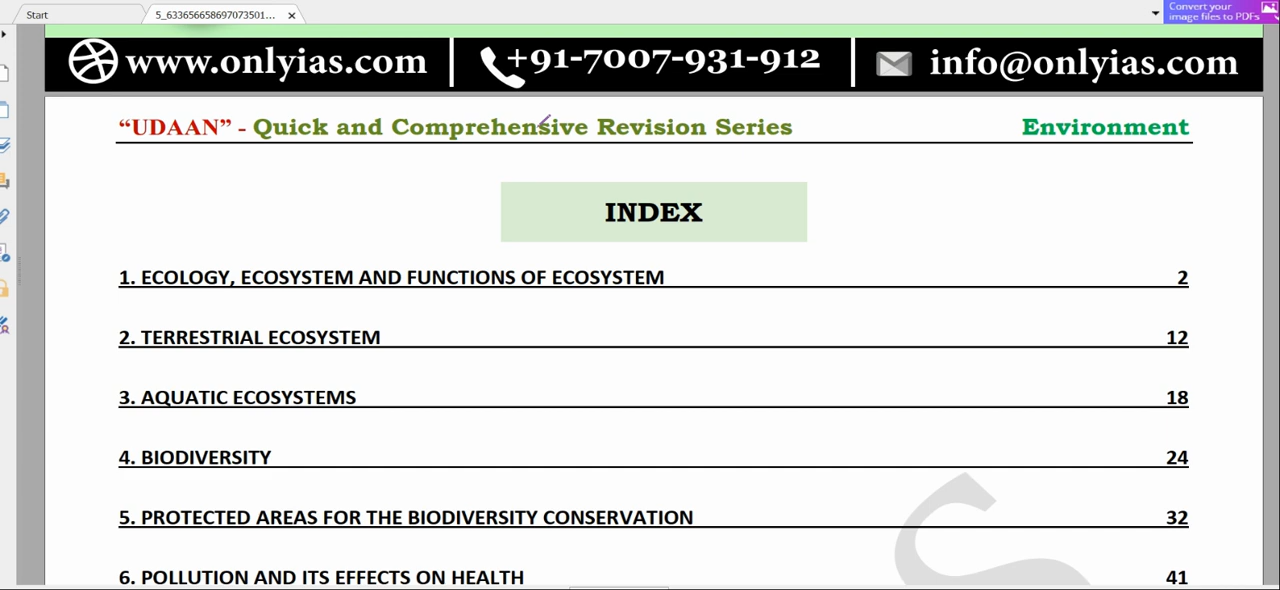 Start
5_633656658697073501...
Convert your
image files to PDFs
www.onlyias.com
+91-7007-931-912
info@onlyias.com
“UDAAN” - Quick and Comprehensive Revision Series
Environment
INDEX
1. ECOLOGY, ECOSYSTEM AND FUNCTIONS OF ECOSYSTEM 2
2. TERRESTRIAL ECOSYSTEM 12
3. AQUATIC ECOSYSTEMS 18
4. BIODIVERSITY 24
5. PROTECTED AREAS FOR THE BIODIVERSITY CONSERVATION 32
6. POLLUTION AND ITS EFFECTS ON HEALTH 41